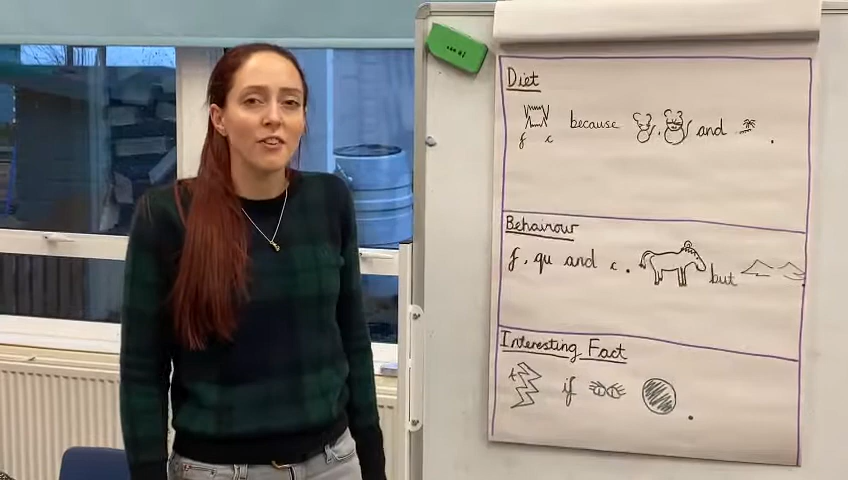 Diet
because and .
f c
Behaviour
f, qu and c. but
Interesting Fact
if .